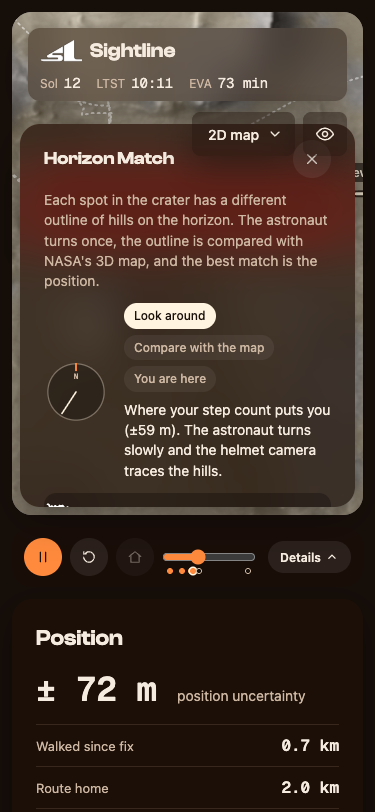 Sightline
Sol 12 LTST 10:11 EVA 73 min
2D map
Horizon Match
Each spot in the crater has a different
outline of hills on the horizon. The astronaut
turns once, the outline is compared with
NASA's 3D map, and the best match is the
position.
Look around
Compare with the map
You are here
N
Where your step count puts you
(±59 m). The astronaut turns
slowly and the helmet camera
traces the hills.
Details
Position
± 72 m position uncertainty
Walked since fix 0.7 km
Route home 2.0 km